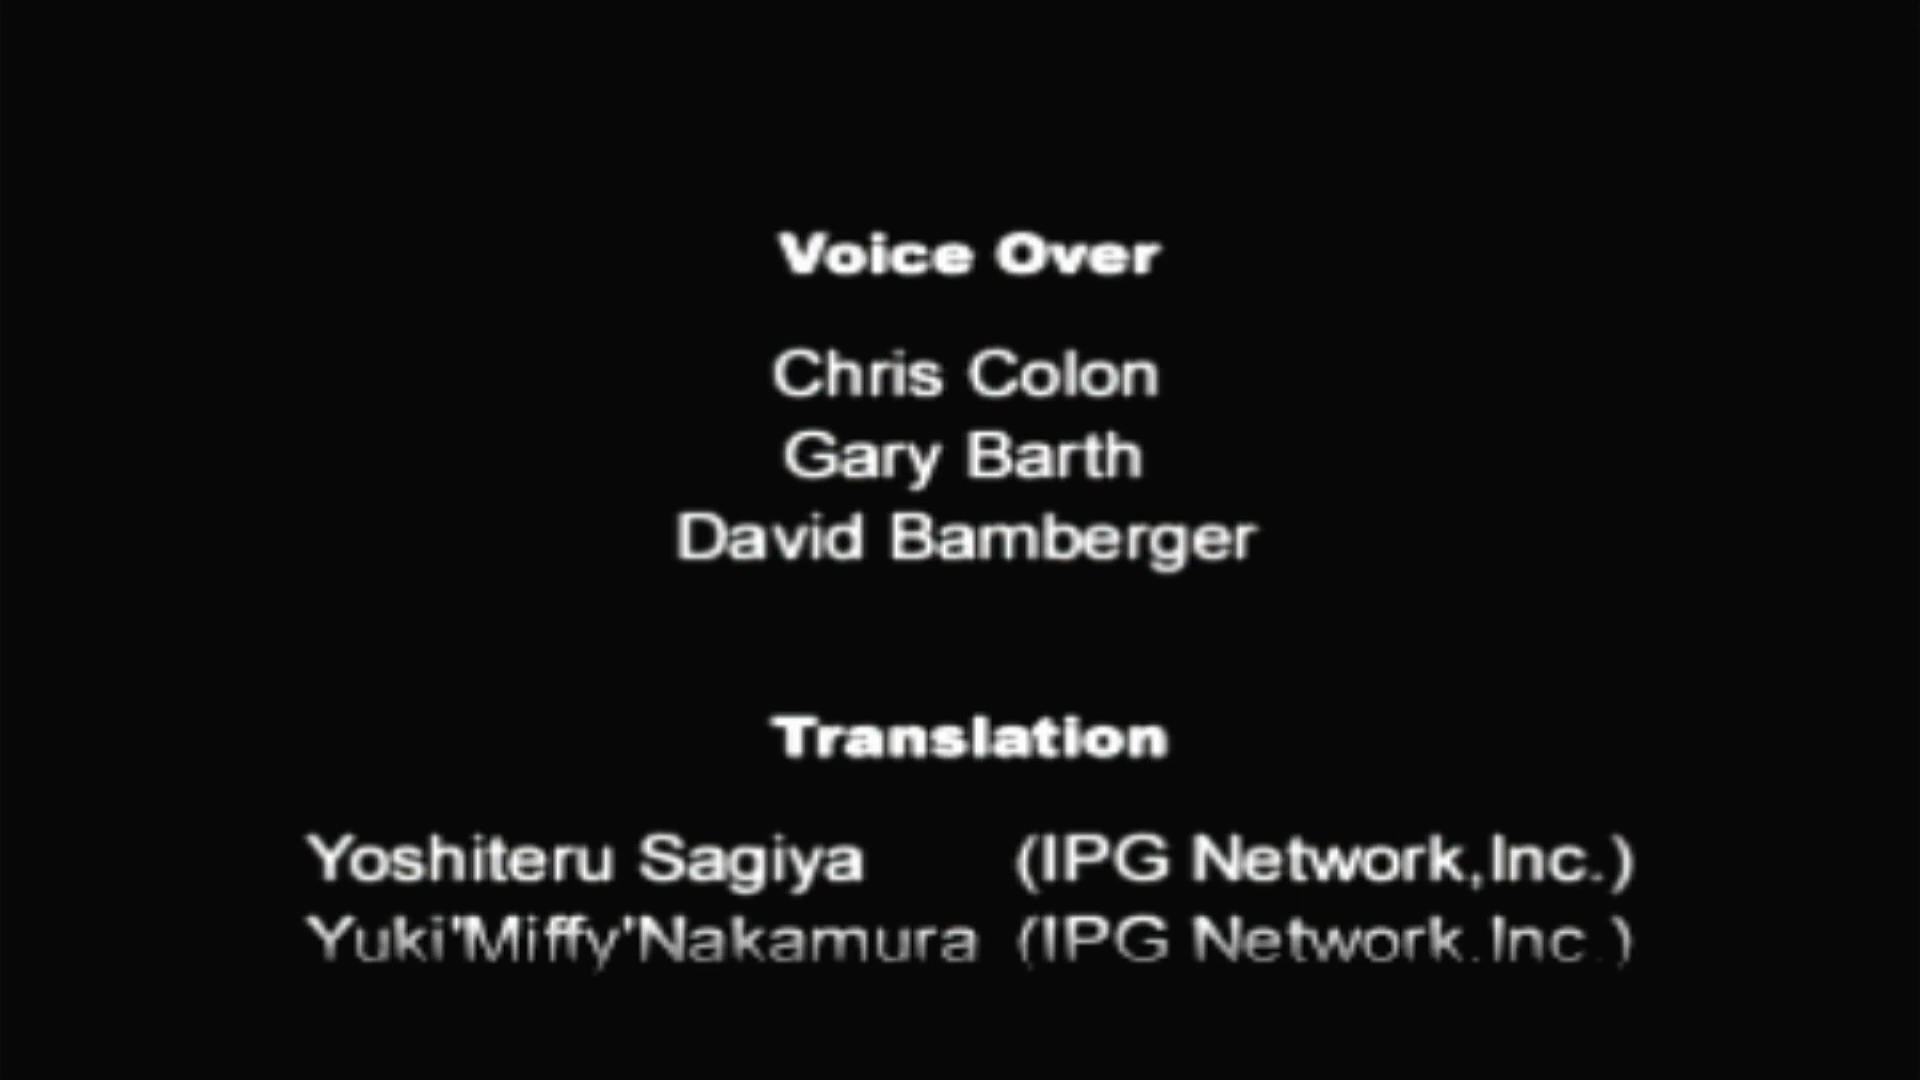 Voice Over
Chris Colon
Gary Barth
David Bamberger
Translation
Yoshiteru Sagiya (IPG Network,Inc.)
Yuki'Miffy'Nakamura (IPG Network.Inc.)